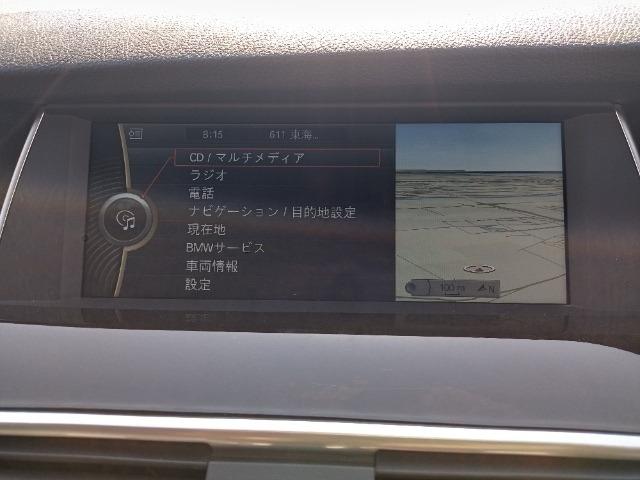 8:15 611 東海...
CD / マルチメディア
ラジオ
電話
ナビゲーション / 目的地設定
現在地
BMWサービス
車両情報
設定
100 m N